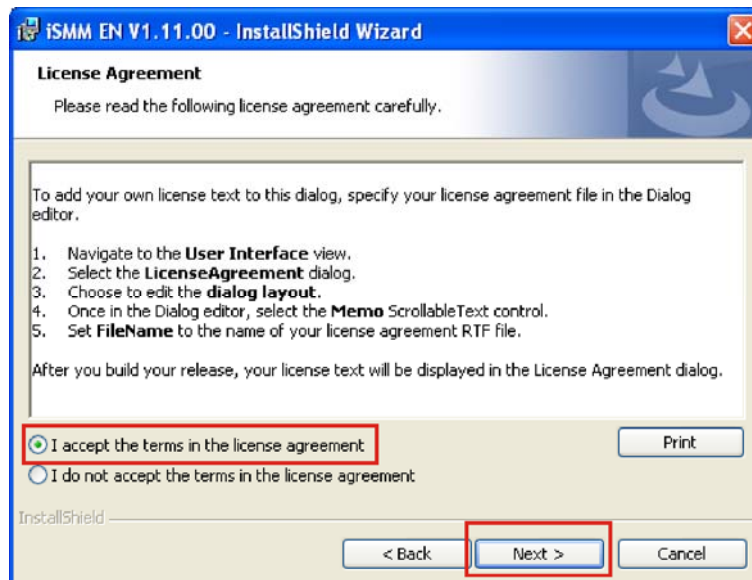 iSMM EN V1.11.00 - InstallShield Wizard
License Agreement
Please read the following license agreement carefully.
To add your own license text to this dialog, specify your license agreement file in the Dialog
editor.
1. Navigate to the User Interface view.
2. Select the LicenseAgreement dialog.
3. Choose to edit the dialog layout.
4. Once in the Dialog editor, select the Memo ScrollableText control.
5. Set FileName to the name of your license agreement RTF file.
After you build your release, your license text will be displayed in the License Agreement dialog.
I accept the terms in the license agreement
Print
I do not accept the terms in the license agreement
InstallShield
< Back Next > Cancel